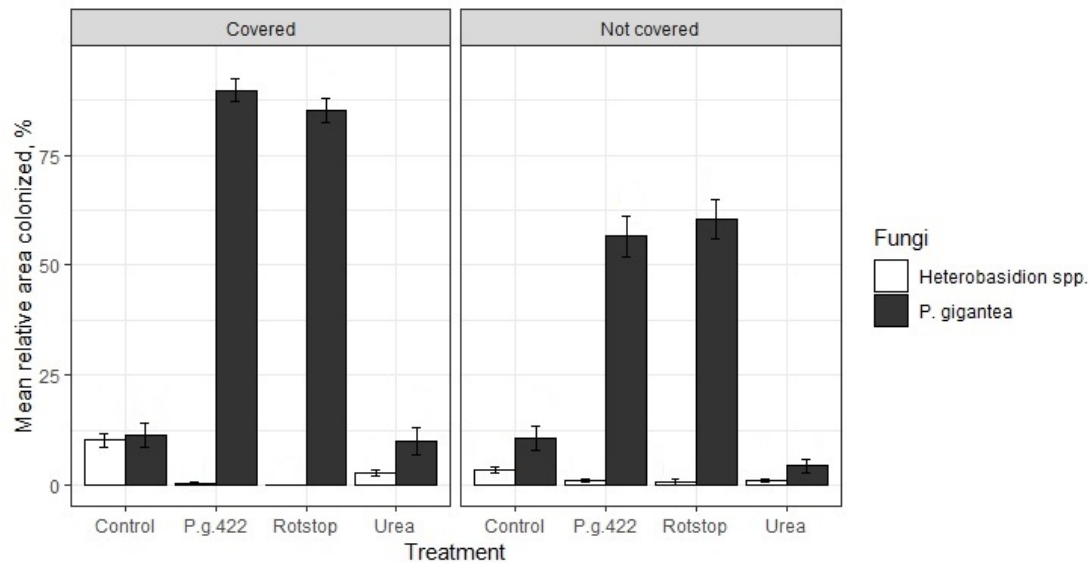 Covered
Not covered
Mean relative area colonized, %
75
50
25
0
Control P.g.422 Rotstop Urea
Control P.g.422 Rotstop Urea
Treatment
Fungi
Heterobasidion spp.
P. gigantea